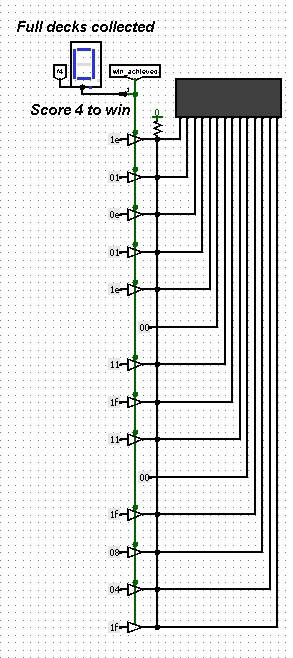 Full decks collected
r4
win_achieved
Score 4 to win
0
1e
01
0e
01
1e
00
11
1f
11
00
1f
08
04
1f